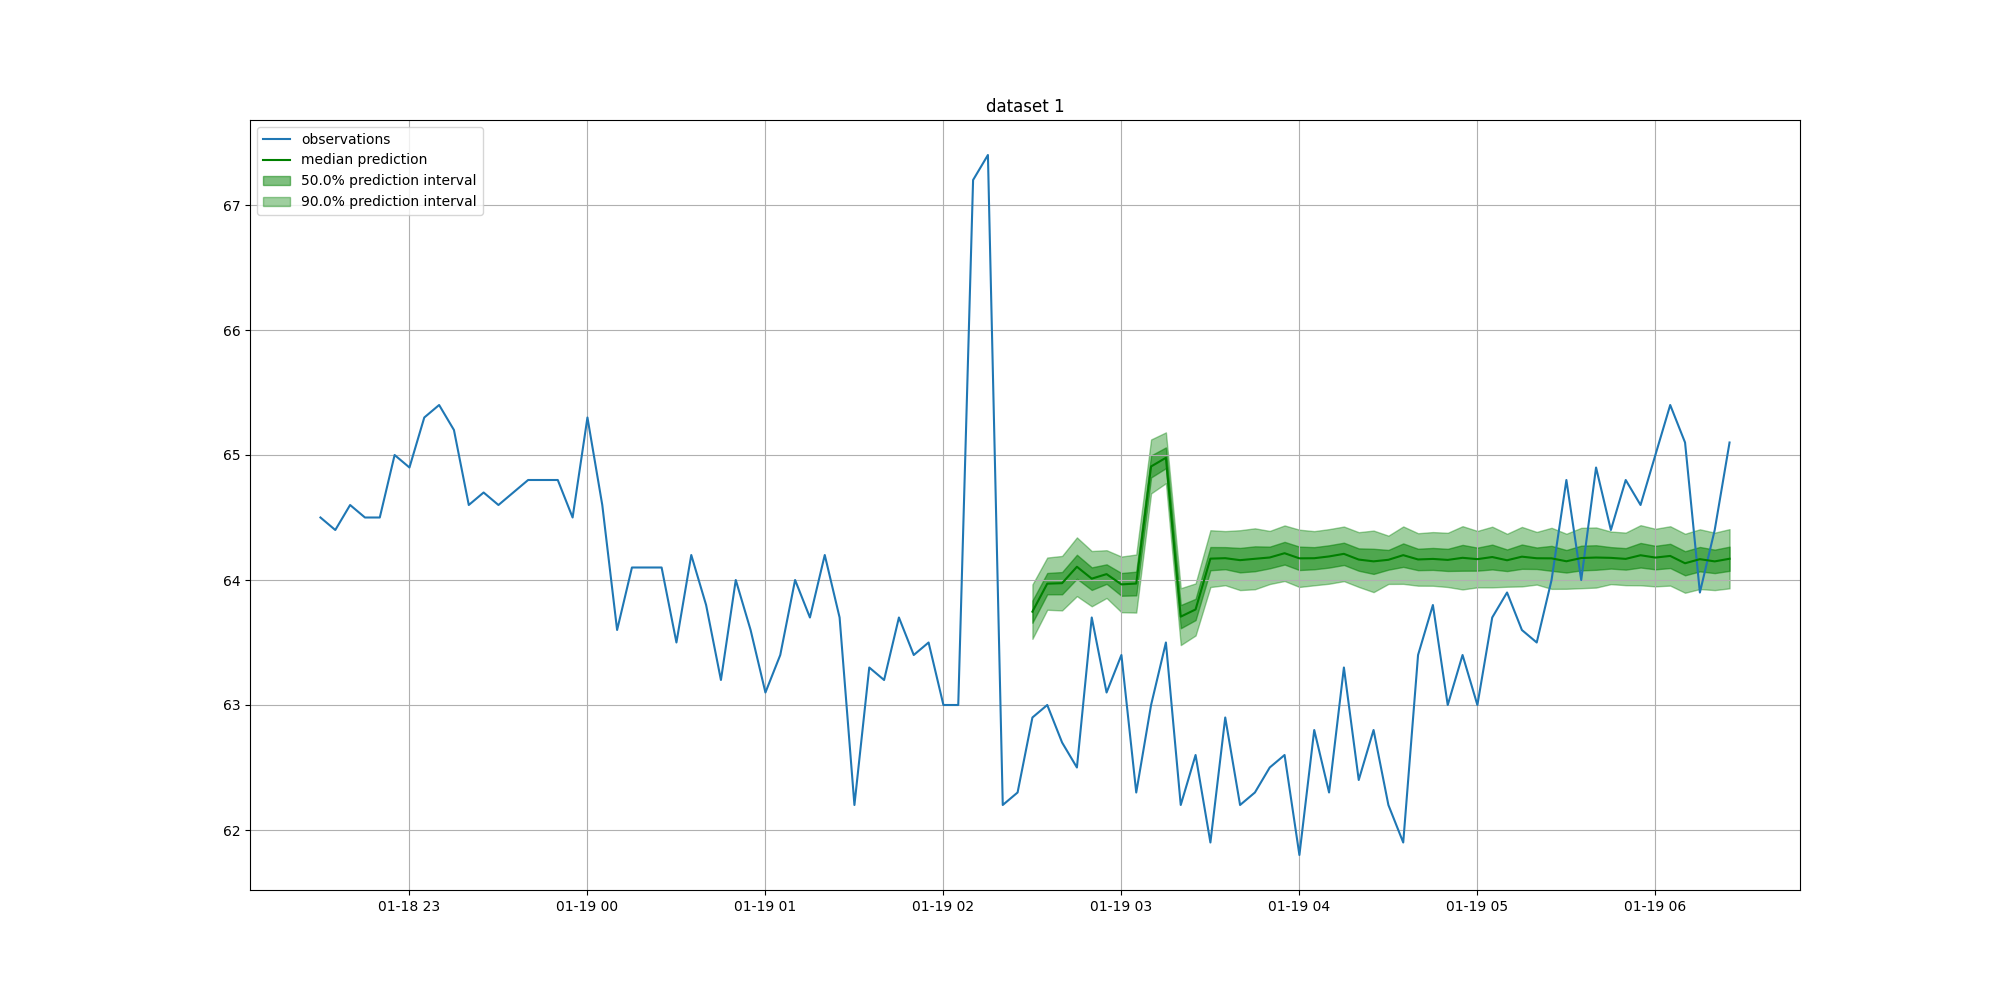 dataset 1
observations
median prediction
50.0% prediction interval
90.0% prediction interval
67
66
65
64
63
62
01-18 23
01-19 00
01-19 01
01-19 02
01-19 03
01-19 04
01-19 05
01-19 06